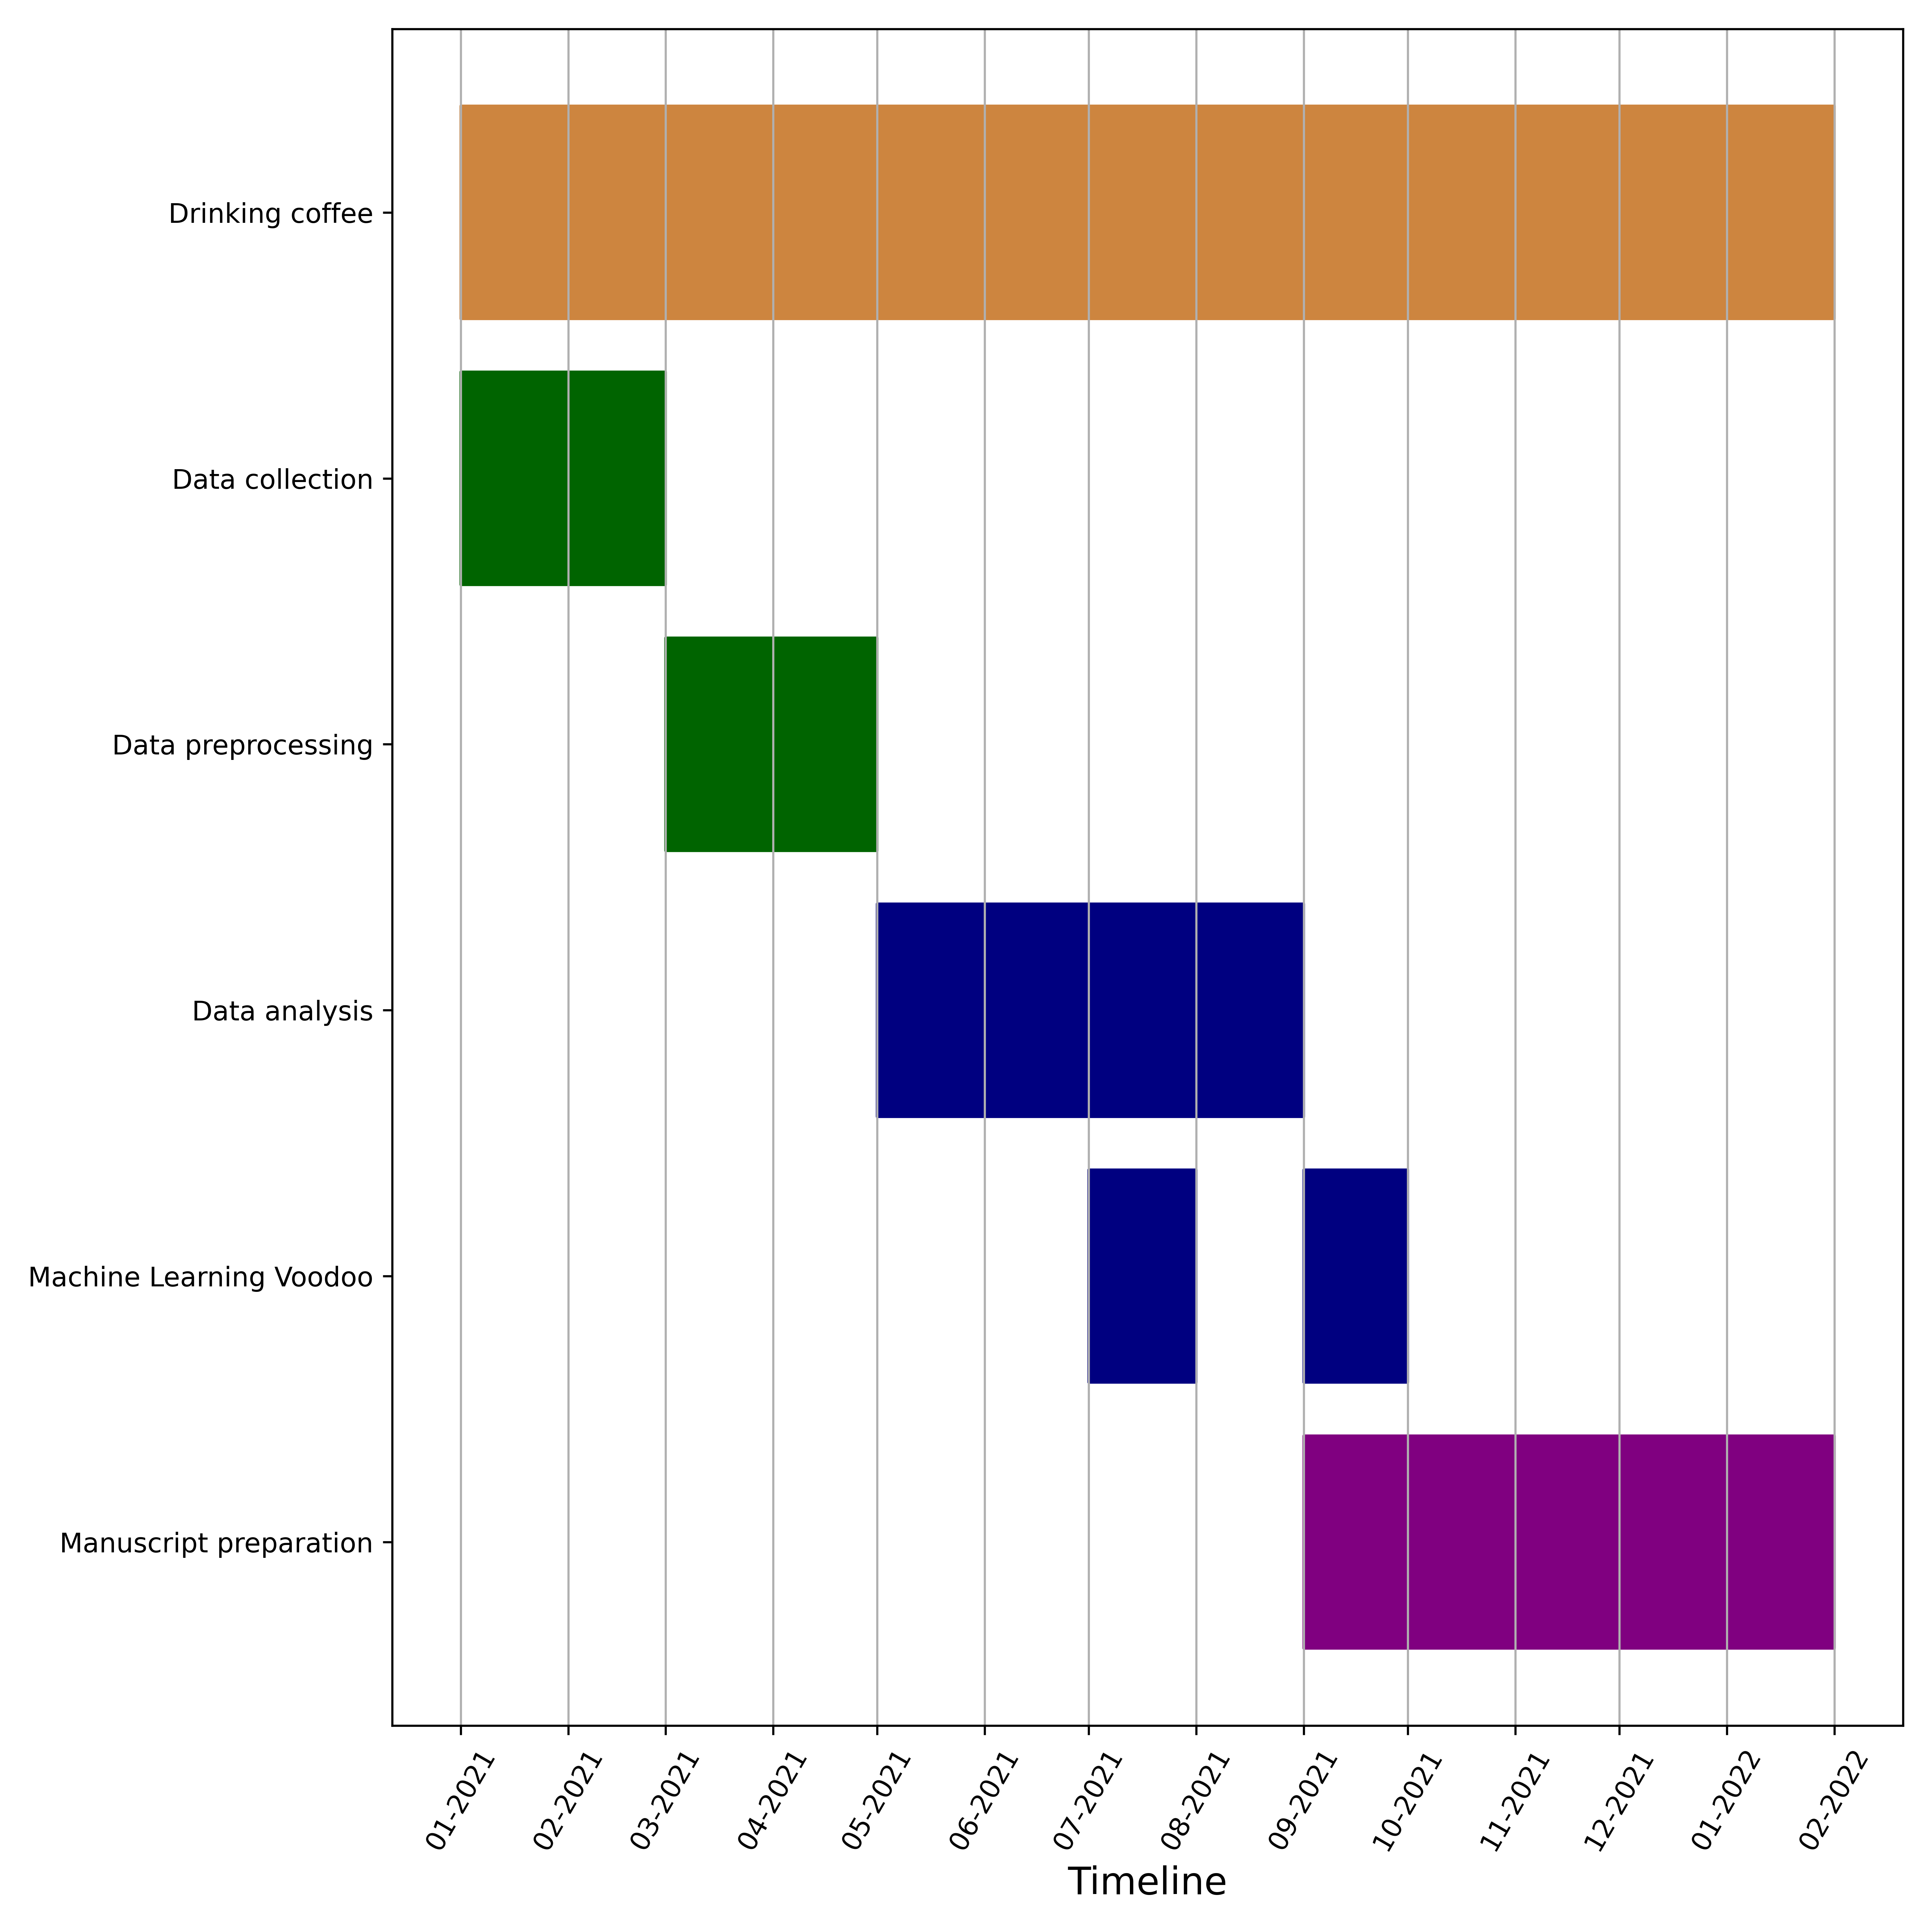 Drinking coffee
Data collection
Data preprocessing
Data analysis
Machine Learning Voodoo
Manuscript preparation
01-2021
02-2021
03-2021
04-2021
05-2021
06-2021
07-2021
08-2021
09-2021
10-2021
11-2021
12-2021
01-2022
02-2022
Timeline